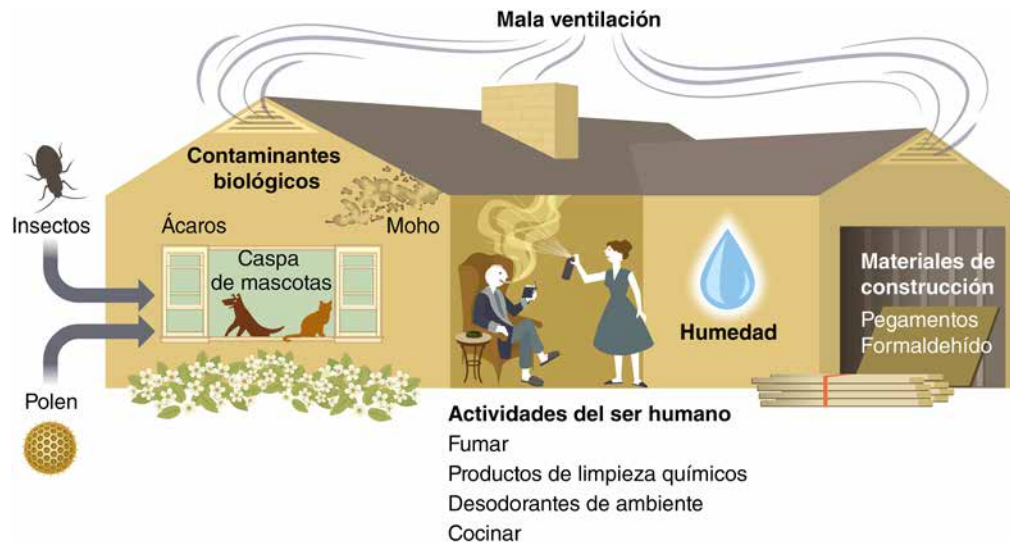 Mala ventilación
Contaminantes
biológicos
Insectos
Ácaros
Moho
Caspa
de mascotas
Polen
Humedad
Materiales de
construcción
Pegamentos
Formaldehído
Actividades del ser humano
Fumar
Productos de limpieza químicos
Desodorantes de ambiente
Cocinar